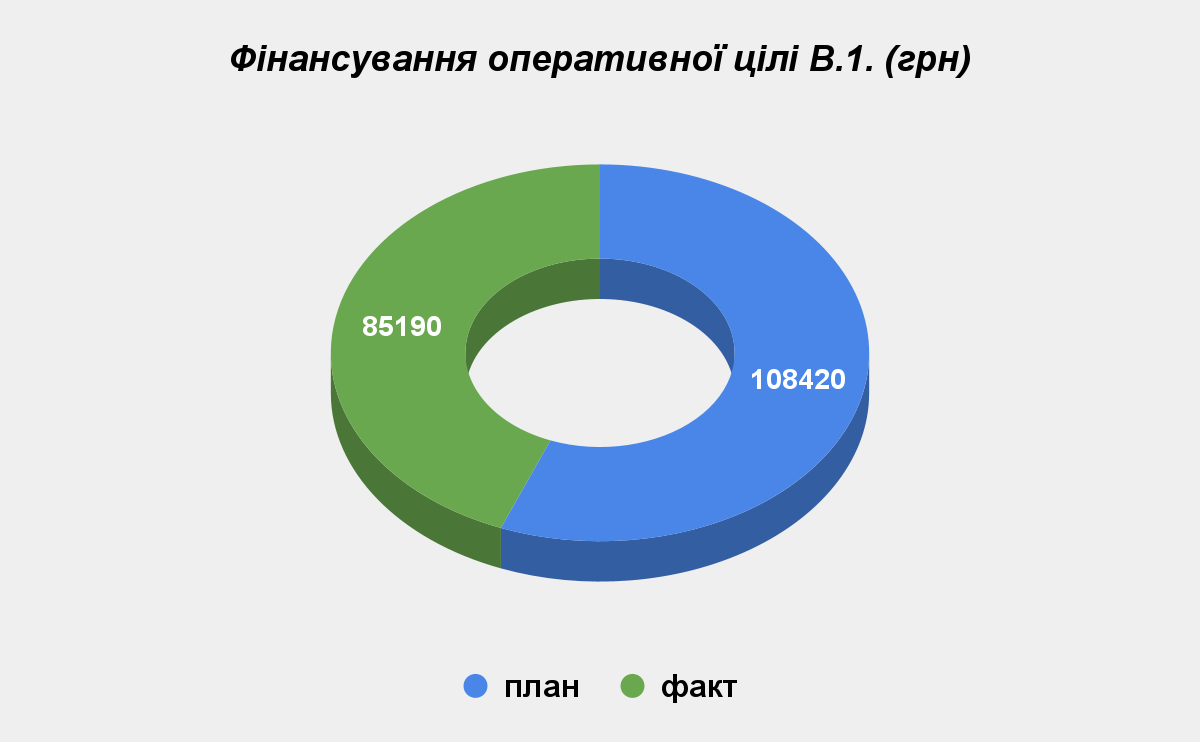 Фінансування оперативної цілі В.1. (грн)
85190
108420
план
факт